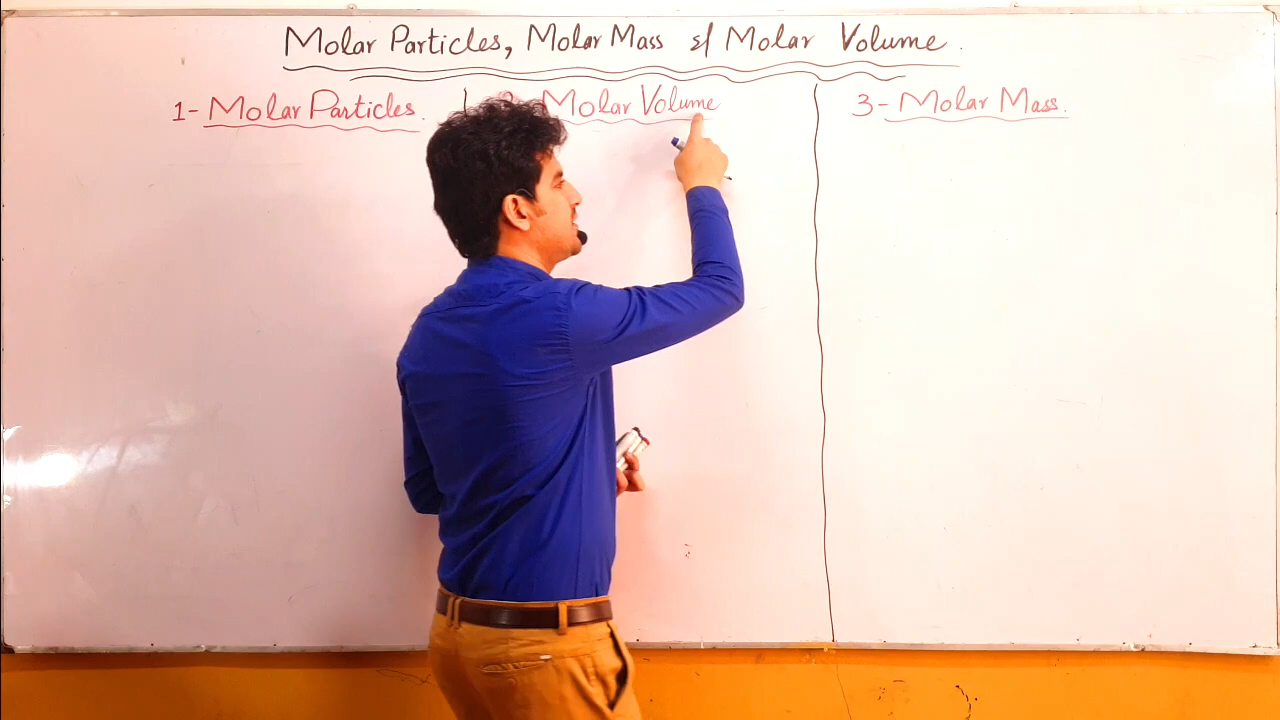 Molar Particles, Molar Mass & Molar Volume.
1- Molar Particles.
Molar Volume
3- Molar Mass.